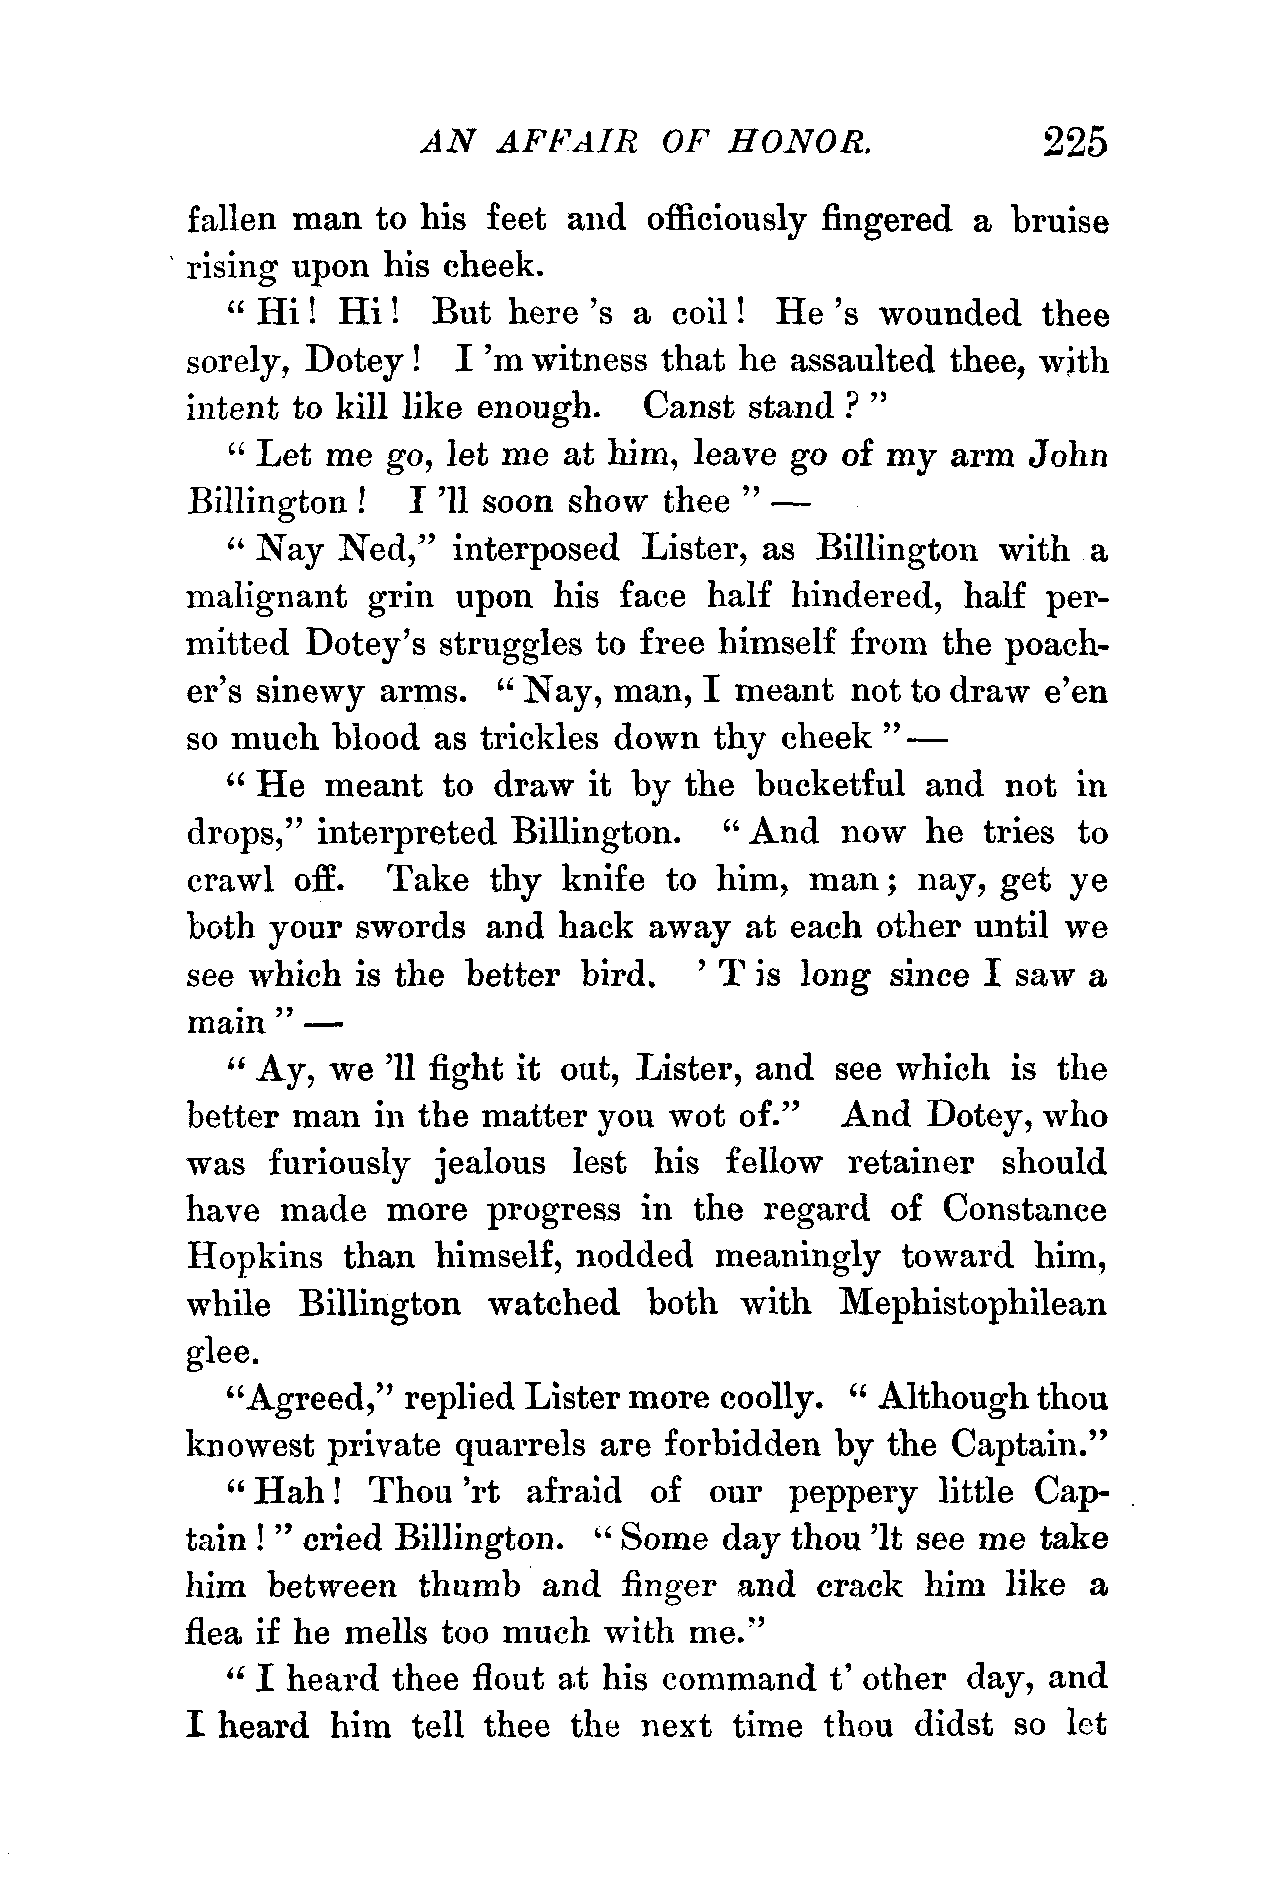 AN AFFAIR OF HONOR. 225
fallen man to his feet and officiously fingered a bruise
rising upon his cheek.
“ Hi ! Hi ! But here ’s a coil ! He ’s wounded thee
sorely, Dotey ! I ’m witness that he assaulted thee, with
intent to kill like enough. Canst stand ? ”
“ Let me go, let me at him, leave go of my arm John
Billington ! I ’ll soon show thee ” —
“ Nay Ned,” interposed Lister, as Billington with a
malignant grin upon his face half hindered, half per-
mitted Dotey’s struggles to free himself from the poach-
er’s sinewy arms. “ Nay, man, I meant not to draw e’en
so much blood as trickles down thy cheek ” —
“ He meant to draw it by the bucketful and not in
drops,” interpreted Billington. “ And now he tries to
crawl off. Take thy knife to him, man ; nay, get ye
both your swords and hack away at each other until we
see which is the better bird. ’ T is long since I saw a
main ” —
“ Ay, we ’ll fight it out, Lister, and see which is the
better man in the matter you wot of.” And Dotey, who
was furiously jealous lest his fellow retainer should
have made more progress in the regard of Constance
Hopkins than himself, nodded meaningly toward him,
while Billington watched both with Mephistophilean
glee.
“Agreed,” replied Lister more coolly. “ Although thou
knowest private quarrels are forbidden by the Captain.”
“ Hah ! Thou ’rt afraid of our peppery little Cap-
tain ! ” cried Billington. “ Some day thou ’lt see me take
him between thumb and finger and crack him like a
flea if he mells too much with me.”
“ I heard thee flout at his command t’ other day, and
I heard him tell thee the next time thou didst so let